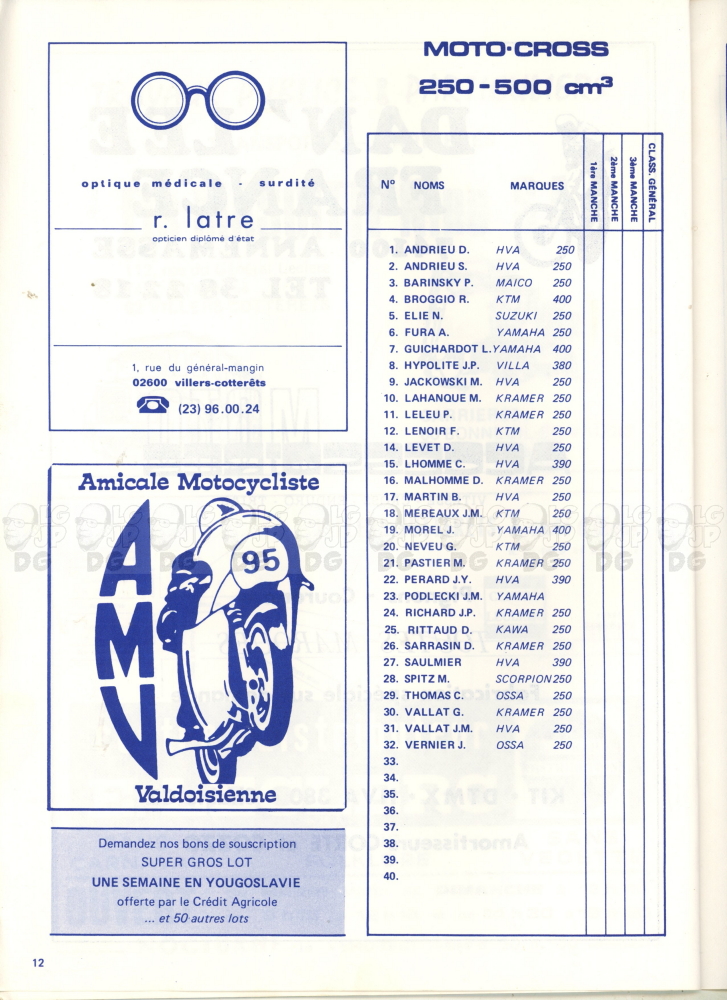 optique médicale - surdité
r. latre
opticien diplômé d'état
1, rue du général-mangin
02600 villers-cotterêts
(23) 96.00.24
Amicale Motocycliste
95
AMV
Valdoisienne
Demandez nos bons de souscription
SUPER GROS LOT
UNE SEMAINE EN YOUGOSLAVIE
offerte par le Crédit Agricole
... et 50 autres lots
12
MOTO-CROSS
250-500 cm³
N° NOMS MARQUES 1ère MANCHE 2ème MANCHE 3ème MANCHE CLASS. GÉNÉRAL
1. ANDRIEU D. HVA 250
2. ANDRIEU S. HVA 250
3. BARINSKY P. MAICO 250
4. BROGGIO R. KTM 400
5. ELIE N. SUZUKI 250
6. FURA A. YAMAHA 250
7. GUICHARDOT L. YAMAHA 400
8. HYPOLITE J.P. VILLA 380
9. JACKOWSKI M. HVA 250
10. LAHANQUE M. KRAMER 250
11. LELEU P. KRAMER 250
12. LENOIR F. KTM 250
14. LEVET D. HVA 250
15. LHOMME C. HVA 390
16. MALHOMME D. KRAMER 250
17. MARTIN B. HVA 250
18. MEREAUX J.M. KTM 250
19. MOREL J. YAMAHA 400
20. NEVEU G. KTM 250
21. PASTIER M. KRAMER 250
22. PERARD J.Y. HVA 390
23. PODLECKI J.M. YAMAHA
24. RICHARD J.P. KRAMER 250
25. RITTAUD D. KAWA 250
26. SARRASIN D. KRAMER 250
27. SAULMIER HVA 390
28. SPITZ M. SCORPION 250
29. THOMAS C. OSSA 250
30. VALLAT G. KRAMER 250
31. VALLAT J.M. HVA 250
32. VERNIER J. OSSA 250
33.
34.
35.
36.
37.
38.
39.
40.